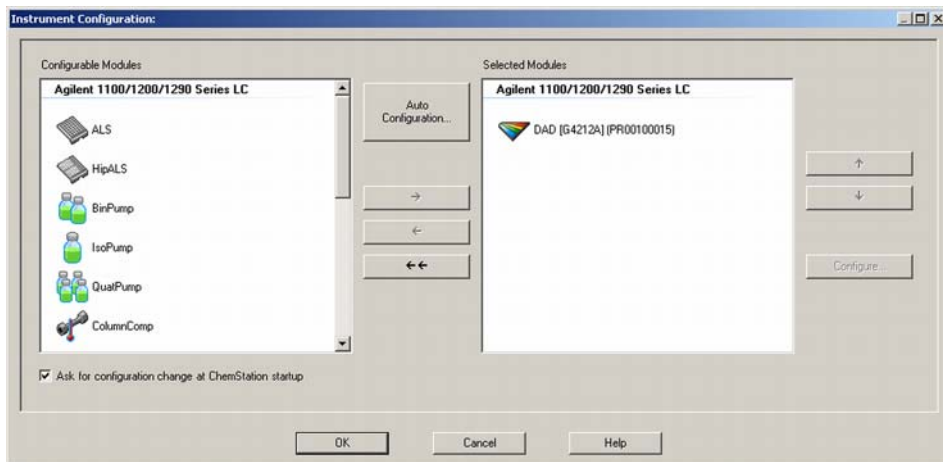 Instrument Configuration:
Configurable Modules
Agilent 1100/1200/1290 Series LC
ALS
HipALS
BinPump
IsoPump
QuatPump
ColumnComp
Auto
Configuration...
Selected Modules
Agilent 1100/1200/1290 Series LC
DAD [G4212A] (PR00100015)
Configure...
Ask for configuration change at ChemStation startup
OK
Cancel
Help